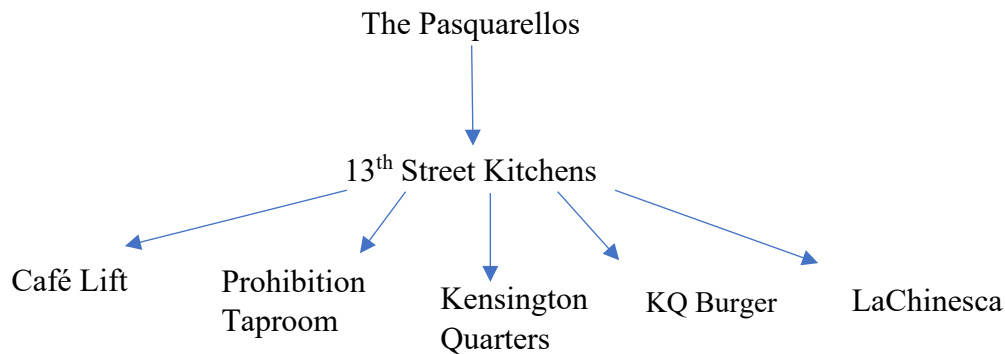 The Pasquarellos
13th Street Kitchens
Café Lift
Prohibition
Taproom
Kensington
Quarters
KQ Burger
LaChinesca